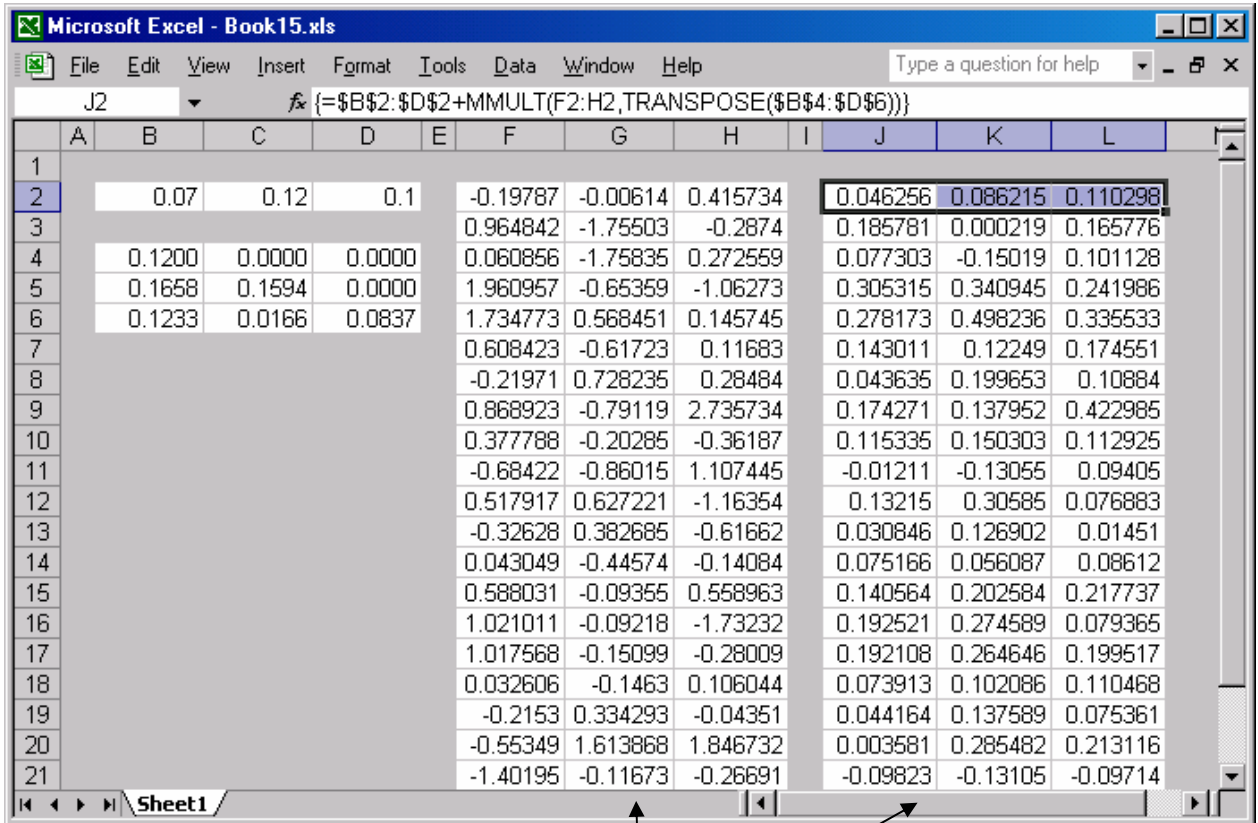 Microsoft Excel - Book15.xls
File Edit View Insert Format Tools Data Window Help Type a question for help
J2 fx {=$B$2:$D$2+MMULT(F2:H2,TRANSPOSE($B$4:$D$6))}
A B C D E F G H I J K L
1
2 0.07 0.12 0.1 -0.19787 -0.00614 0.415734 0.046256 0.086215 0.110298
3 0.964842 -1.75503 -0.2874 0.185781 0.000219 0.165776
4 0.1200 0.0000 0.0000 0.060856 -1.75835 0.272559 0.077303 -0.15019 0.101128
5 0.1658 0.1594 0.0000 1.960957 -0.65359 -1.06273 0.305315 0.340945 0.241986
6 0.1233 0.0166 0.0837 1.734773 0.568451 0.145745 0.278173 0.498236 0.335533
7 0.608423 -0.61723 0.11683 0.143011 0.12249 0.174551
8 -0.21971 0.728235 0.28484 0.043635 0.199653 0.10884
9 0.868923 -0.79119 2.735734 0.174271 0.137952 0.422985
10 0.377788 -0.20285 -0.36187 0.115335 0.150303 0.112925
11 -0.68422 -0.86015 1.107445 -0.01211 -0.13055 0.09405
12 0.517917 0.627221 -1.16354 0.13215 0.30585 0.076883
13 -0.32628 0.382685 -0.61662 0.030846 0.126902 0.01451
14 0.043049 -0.44574 -0.14084 0.075166 0.056087 0.08612
15 0.588031 -0.09355 0.558963 0.140564 0.202584 0.217737
16 1.021011 -0.09218 -1.73232 0.192521 0.274589 0.079365
17 1.017568 -0.15099 -0.28009 0.192108 0.264646 0.199517
18 0.032606 -0.1463 0.106044 0.073913 0.102086 0.110468
19 -0.2153 0.334293 -0.04351 0.044164 0.137589 0.075361
20 -0.55349 1.613868 1.846732 0.003581 0.285482 0.213116
21 -1.40195 -0.11673 -0.26691 -0.09823 -0.13105 -0.09714
Sheet1